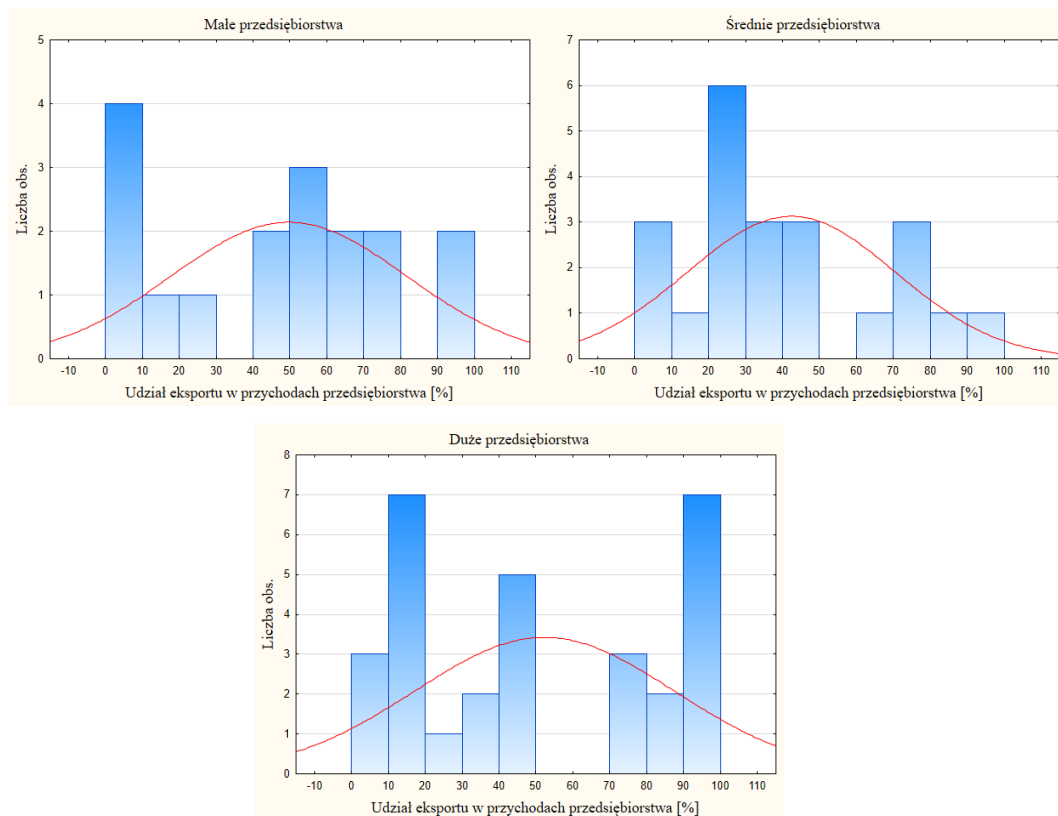 Małe przedsiębiorstwa
5
4
3
2
1
0
Liczba obs.
-10 0 10 20 30 40 50 60 70 80 90 100 110
Udział eksportu w przychodach przedsiębiorstwa [%]
Średnie przedsiębiorstwa
7
6
5
4
3
2
1
0
Liczba obs.
-10 0 10 20 30 40 50 60 70 80 90 100 110
Udział eksportu w przychodach przedsiębiorstwa [%]
Duże przedsiębiorstwa
8
7
6
5
4
3
2
1
0
Liczba obs.
-10 0 10 20 30 40 50 60 70 80 90 100 110
Udział eksportu w przychodach przedsiębiorstwa [%]